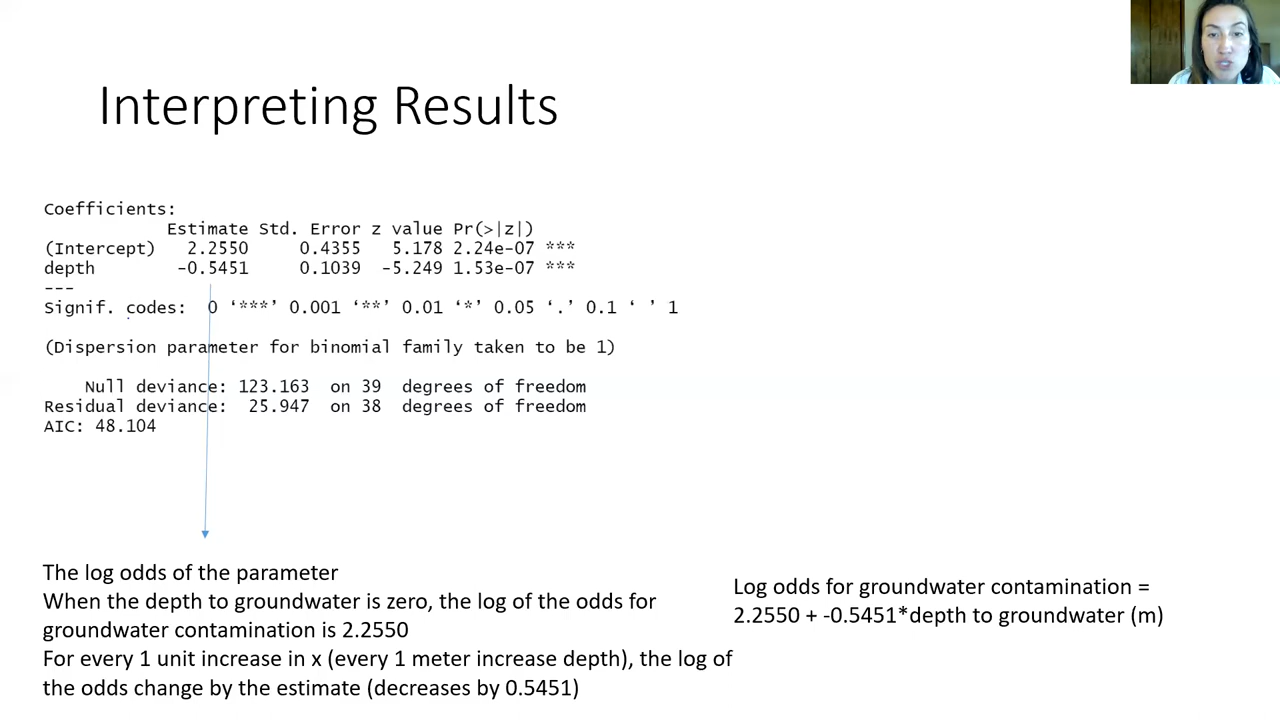 Interpreting Results
Coefficients:
            Estimate Std. Error z value Pr(>|z|)
(Intercept)   2.2550     0.4355   5.178 2.24e-07 ***
depth        -0.5451     0.1039  -5.249 1.53e-07 ***
---
Signif. codes:  0 ‘***’ 0.001 ‘**’ 0.01 ‘*’ 0.05 ‘.’ 0.1 ‘ ’ 1
(Dispersion parameter for binomial family taken to be 1)
    Null deviance: 123.163  on 39  degrees of freedom
Residual deviance:  25.947  on 38  degrees of freedom
AIC: 48.104
The log odds of the parameter
When the depth to groundwater is zero, the log of the odds for
groundwater contamination is 2.2550
For every 1 unit increase in x (every 1 meter increase depth), the log of
the odds change by the estimate (decreases by 0.5451)
Log odds for groundwater contamination =
2.2550 + -0.5451*depth to groundwater (m)